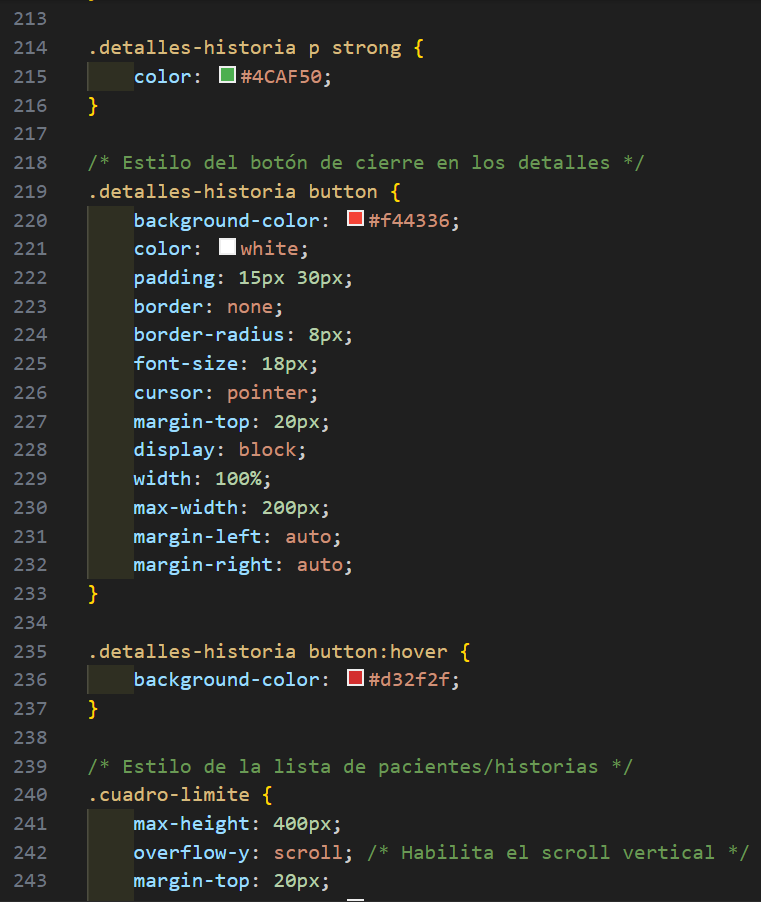 213
214 .detalles-historia p strong {
215     color: #4CAF50;
216 }
217
218 /* Estilo del botón de cierre en los detalles */
219 .detalles-historia button {
220     background-color: #f44336;
221     color: white;
222     padding: 15px 30px;
223     border: none;
224     border-radius: 8px;
225     font-size: 18px;
226     cursor: pointer;
227     margin-top: 20px;
228     display: block;
229     width: 100%;
230     max-width: 200px;
231     margin-left: auto;
232     margin-right: auto;
233 }
234
235 .detalles-historia button:hover {
236     background-color: #d32f2f;
237 }
238
239 /* Estilo de la lista de pacientes/historias */
240 .cuadro-limite {
241     max-height: 400px;
242     overflow-y: scroll; /* Habilita el scroll vertical */
243     margin-top: 20px;